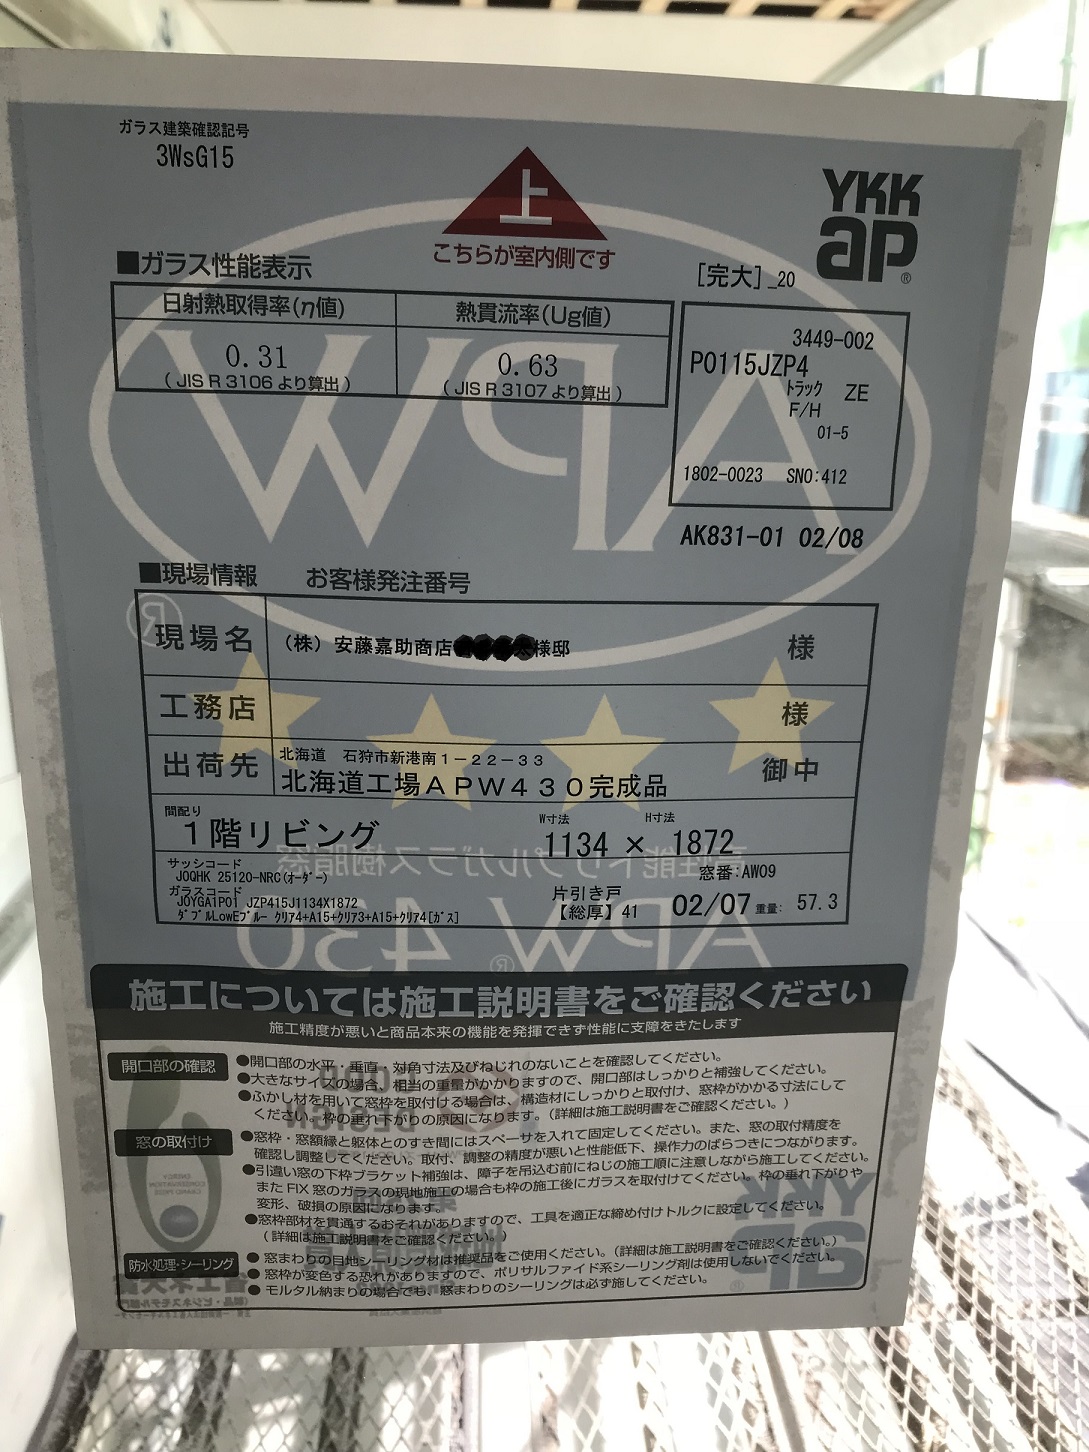 ガラス建築確認記号
3WsG15
上
こちらが室内側です
YKK
ap®
■ガラス性能表示
[完大]_20
日射熱取得率(η値) 熱貫流率(Ug値)
0.31 0.63
(JIS R 3106より算出) (JIS R 3107より算出)
3449-002
P0115JZP4
トラック ZE
F/H
01-5
1802-0023 SNO:412
AK831-01 02/08
APW
®
■現場情報 お客様発注番号
現場名 (株) 安藤嘉助商店 様邸 様
工務店 様
出荷先 北海道 石狩市新港南1-22-33
北海道工場APW430完成品 御中
間配り
1階リビング
W寸法 H寸法
1134 × 1872
高性能トリプルガラス樹脂窓
サッシコード 窓番:AW09
JOQHK 25120-NRC(オーダー)
ガラスコード 片引き戸
JOYGA1P01 JZP415J1134X1872 【総厚】41 02/07 重量: 57.3
ダブルLowEブルー クリア4+A15+クリア3+A15+クリア4[ガス]
APW® 430
施工については施工説明書をご確認ください
施工精度が悪いと商品本来の機能を発揮できず性能に支障をきたします
開口部の確認
●開口部の水平・垂直・対角寸法及びねじれのないことを確認してください。
●大きなサイズの場合、相当の重量がかかりますので、開口部はしっかりと補強してください。
●ふかし材を用いて窓枠を取付ける場合は、構造材にしっかりと取付け、窓枠がかかる寸法にして
ください。枠の垂れ下がりの原因になります。(詳細は施工説明書をご確認ください。)
窓の取付け
●窓枠・窓額縁と躯体とのすき間にはスペーサを入れて固定してください。また、窓の取付精度を
確認し調整してください。取付、調整の精度が悪いと性能低下、操作力のばらつきにつながります。
●引違い窓の下枠ブラケット補強は、障子を吊込む前にねじの施工順に注意しながら施工してください。
またFIX窓のガラスの現地施工の場合も枠の施工後にガラスを取付けてください。枠の垂れ下がりや
変形、破損の原因になります。
●窓枠部材を貫通するおそれがありますので、工具を適正な締め付けトルクに設定してください。
(詳細は施工説明書をご確認ください。)
防水処理・シーリング
●窓まわりの目地シーリング材は推奨品をご使用ください。(詳細は施工説明書をご確認ください。)
●窓枠が変色する恐れがありますので、ポリサルファイド系シーリング剤は使用しないでください。
●モルタル納まりの場合でも、窓まわりのシーリングは必ず施してください。
YKK
ap®